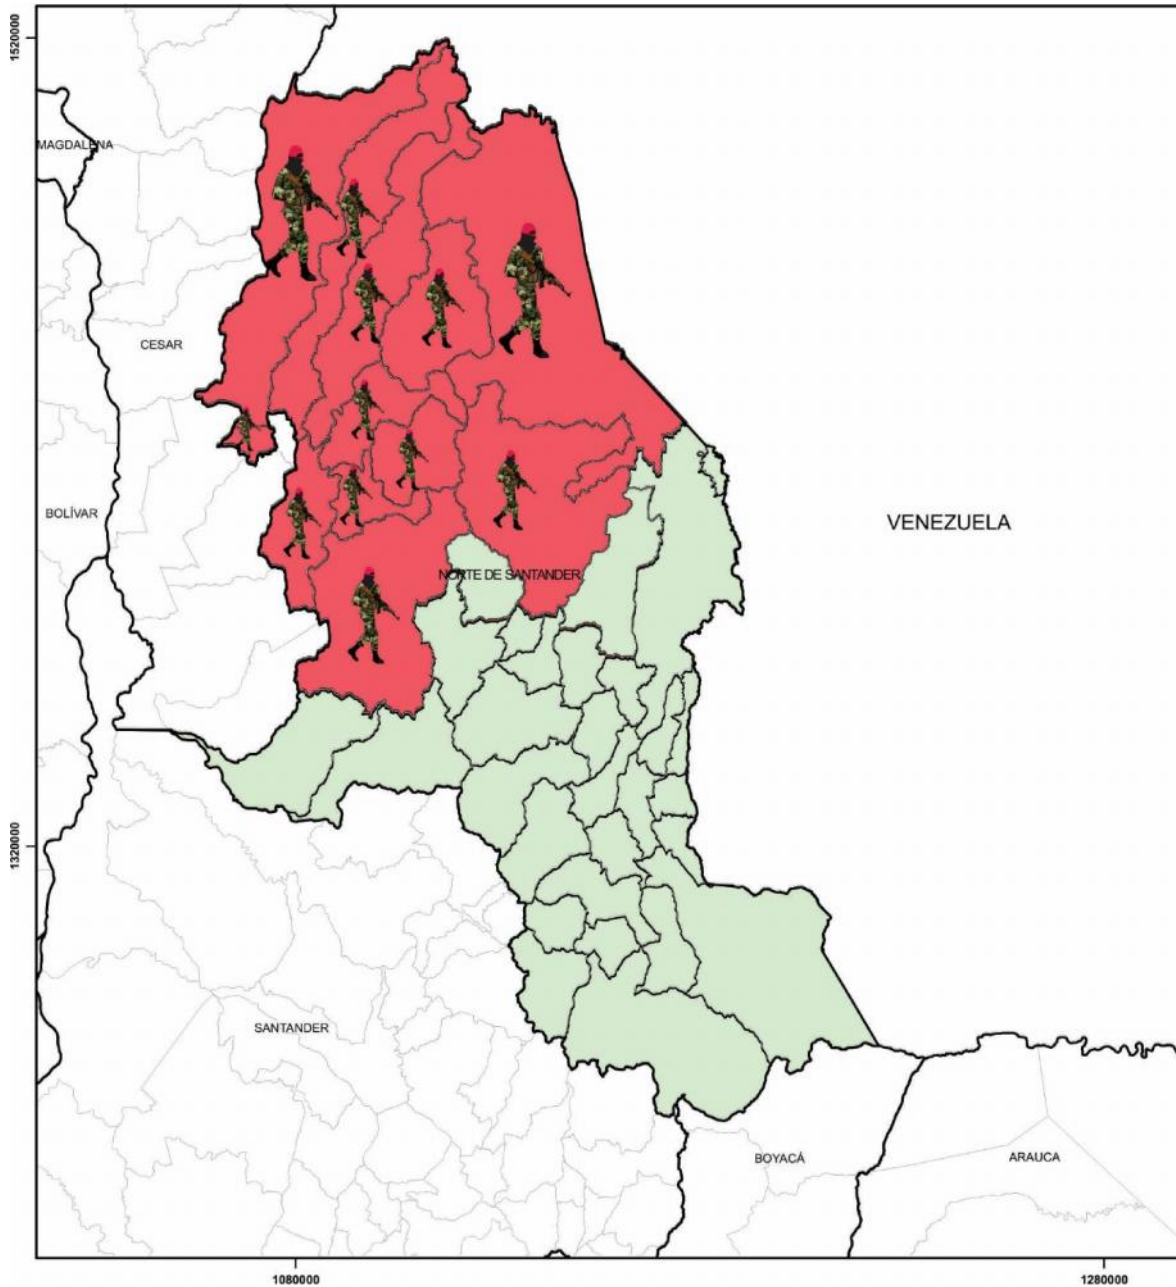 1520000
MAGDALENA
CESAR
BOLÍVAR
VENEZUELA
NORTE DE SANTANDER
1320000
SANTANDER
BOYACÁ
ARAUCA
1080000
1280000